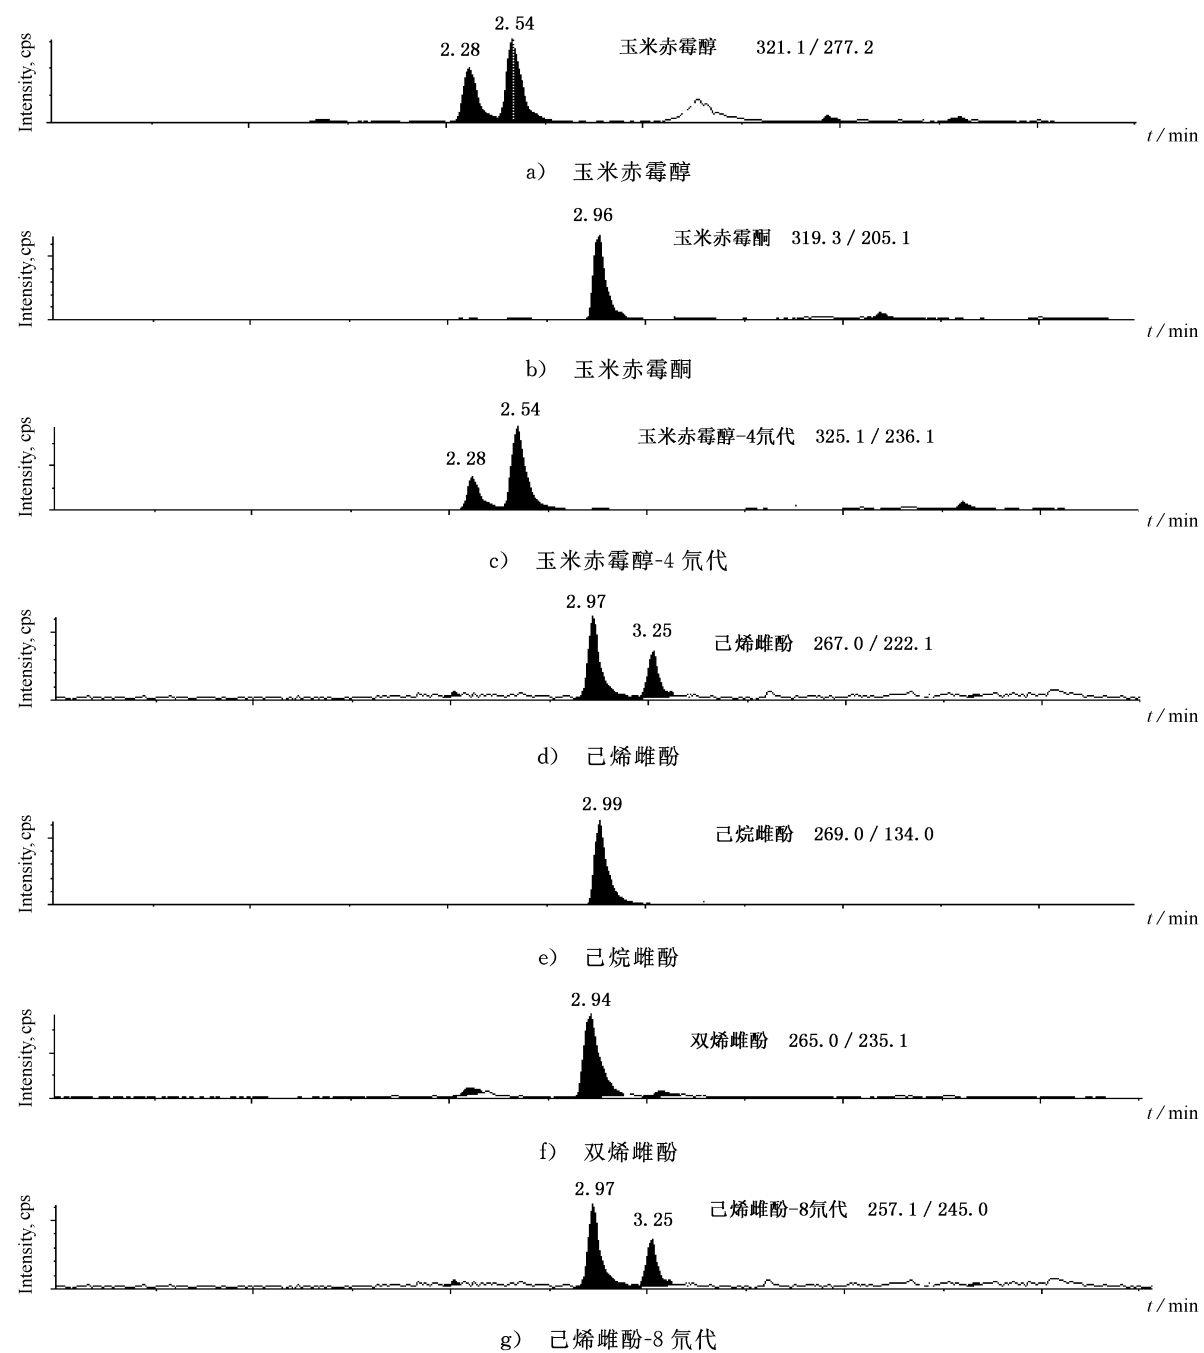 2.54
2.28
玉米赤霉醇 321.1/277.2
Intensity, cps
t/min
a) 玉米赤霉醇
2.96
玉米赤霉酮 319.3/205.1
Intensity, cps
t/min
b) 玉米赤霉酮
2.54
玉米赤霉醇-4氘代 325.1/236.1
2.28
Intensity, cps
t/min
c) 玉米赤霉醇-4氘代
2.97
3.25
己烯雌酚 267.0/222.1
Intensity, cps
t/min
d) 己烯雌酚
2.99
己烷雌酚 269.0/134.0
Intensity, cps
t/min
e) 己烷雌酚
2.94
双烯雌酚 265.0/235.1
Intensity, cps
t/min
f) 双烯雌酚
2.97
己烯雌酚-8氘代 257.1/245.0
3.25
Intensity, cps
t/min
g) 己烯雌酚-8氘代